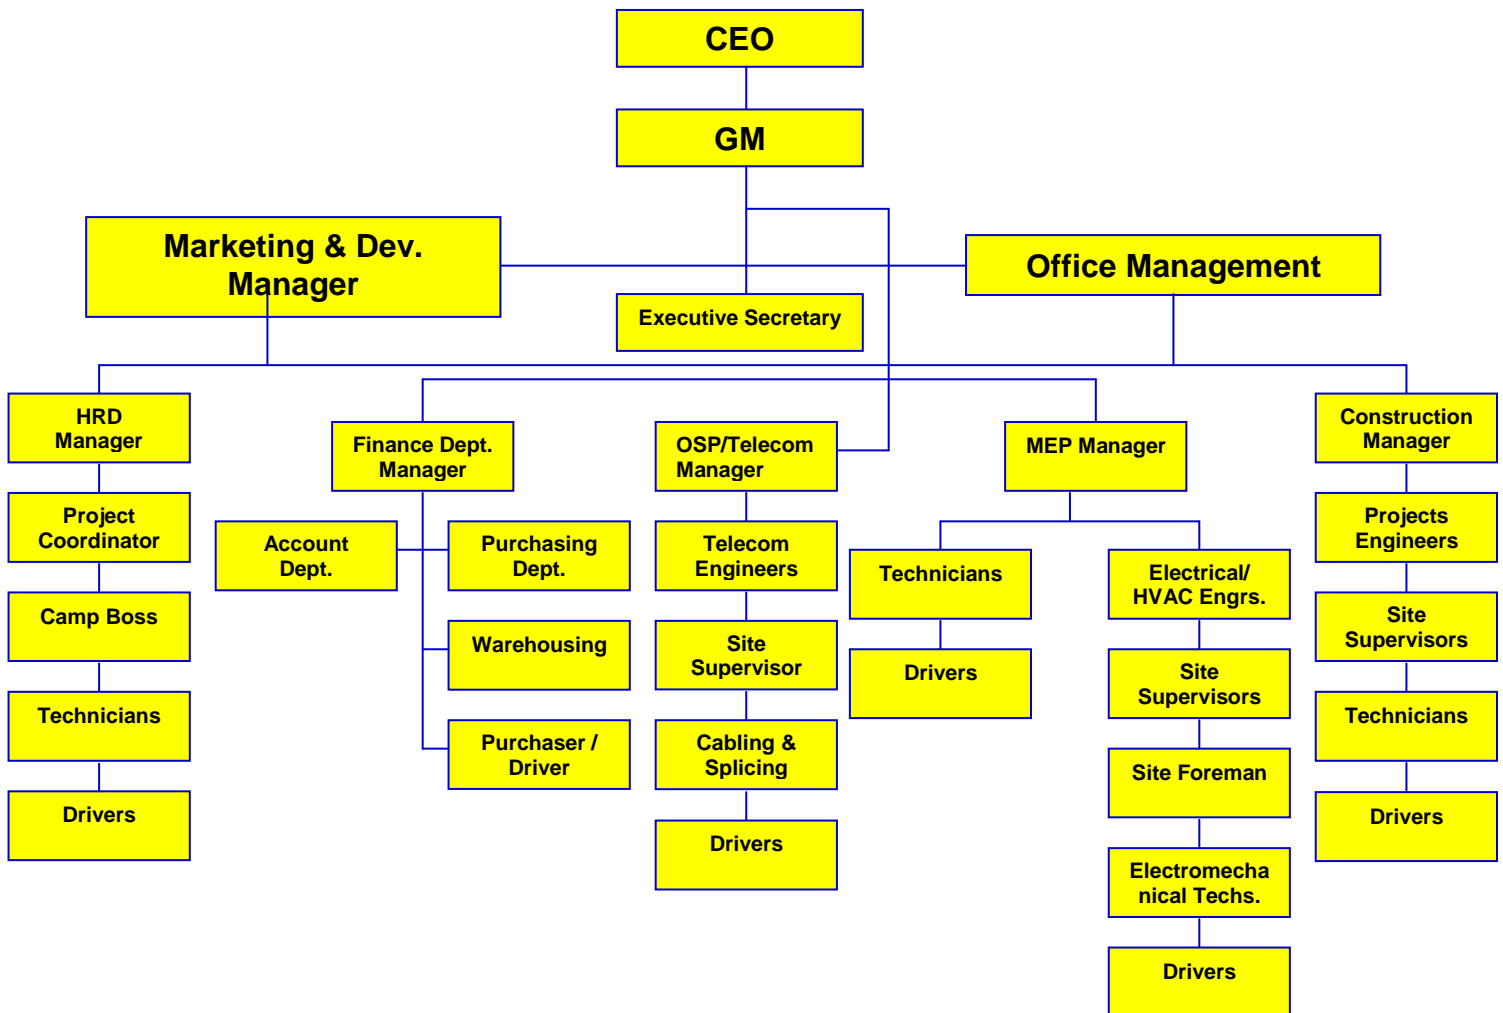 CEO
GM
Marketing & Dev.
Manager
Office Management
Executive Secretary
HRD
Manager
Finance Dept.
Manager
OSP/Telecom
Manager
MEP Manager
Construction
Manager
Project
Coordinator
Account
Dept.
Purchasing
Dept.
Telecom
Engineers
Technicians
Electrical/
HVAC Engrs.
Projects
Engineers
Camp Boss
Warehousing
Site
Supervisor
Drivers
Site
Supervisors
Site
Supervisors
Technicians
Purchaser /
Driver
Cabling &
Splicing
Site Foreman
Technicians
Drivers
Drivers
Electromecha
nical Techs.
Drivers
Drivers